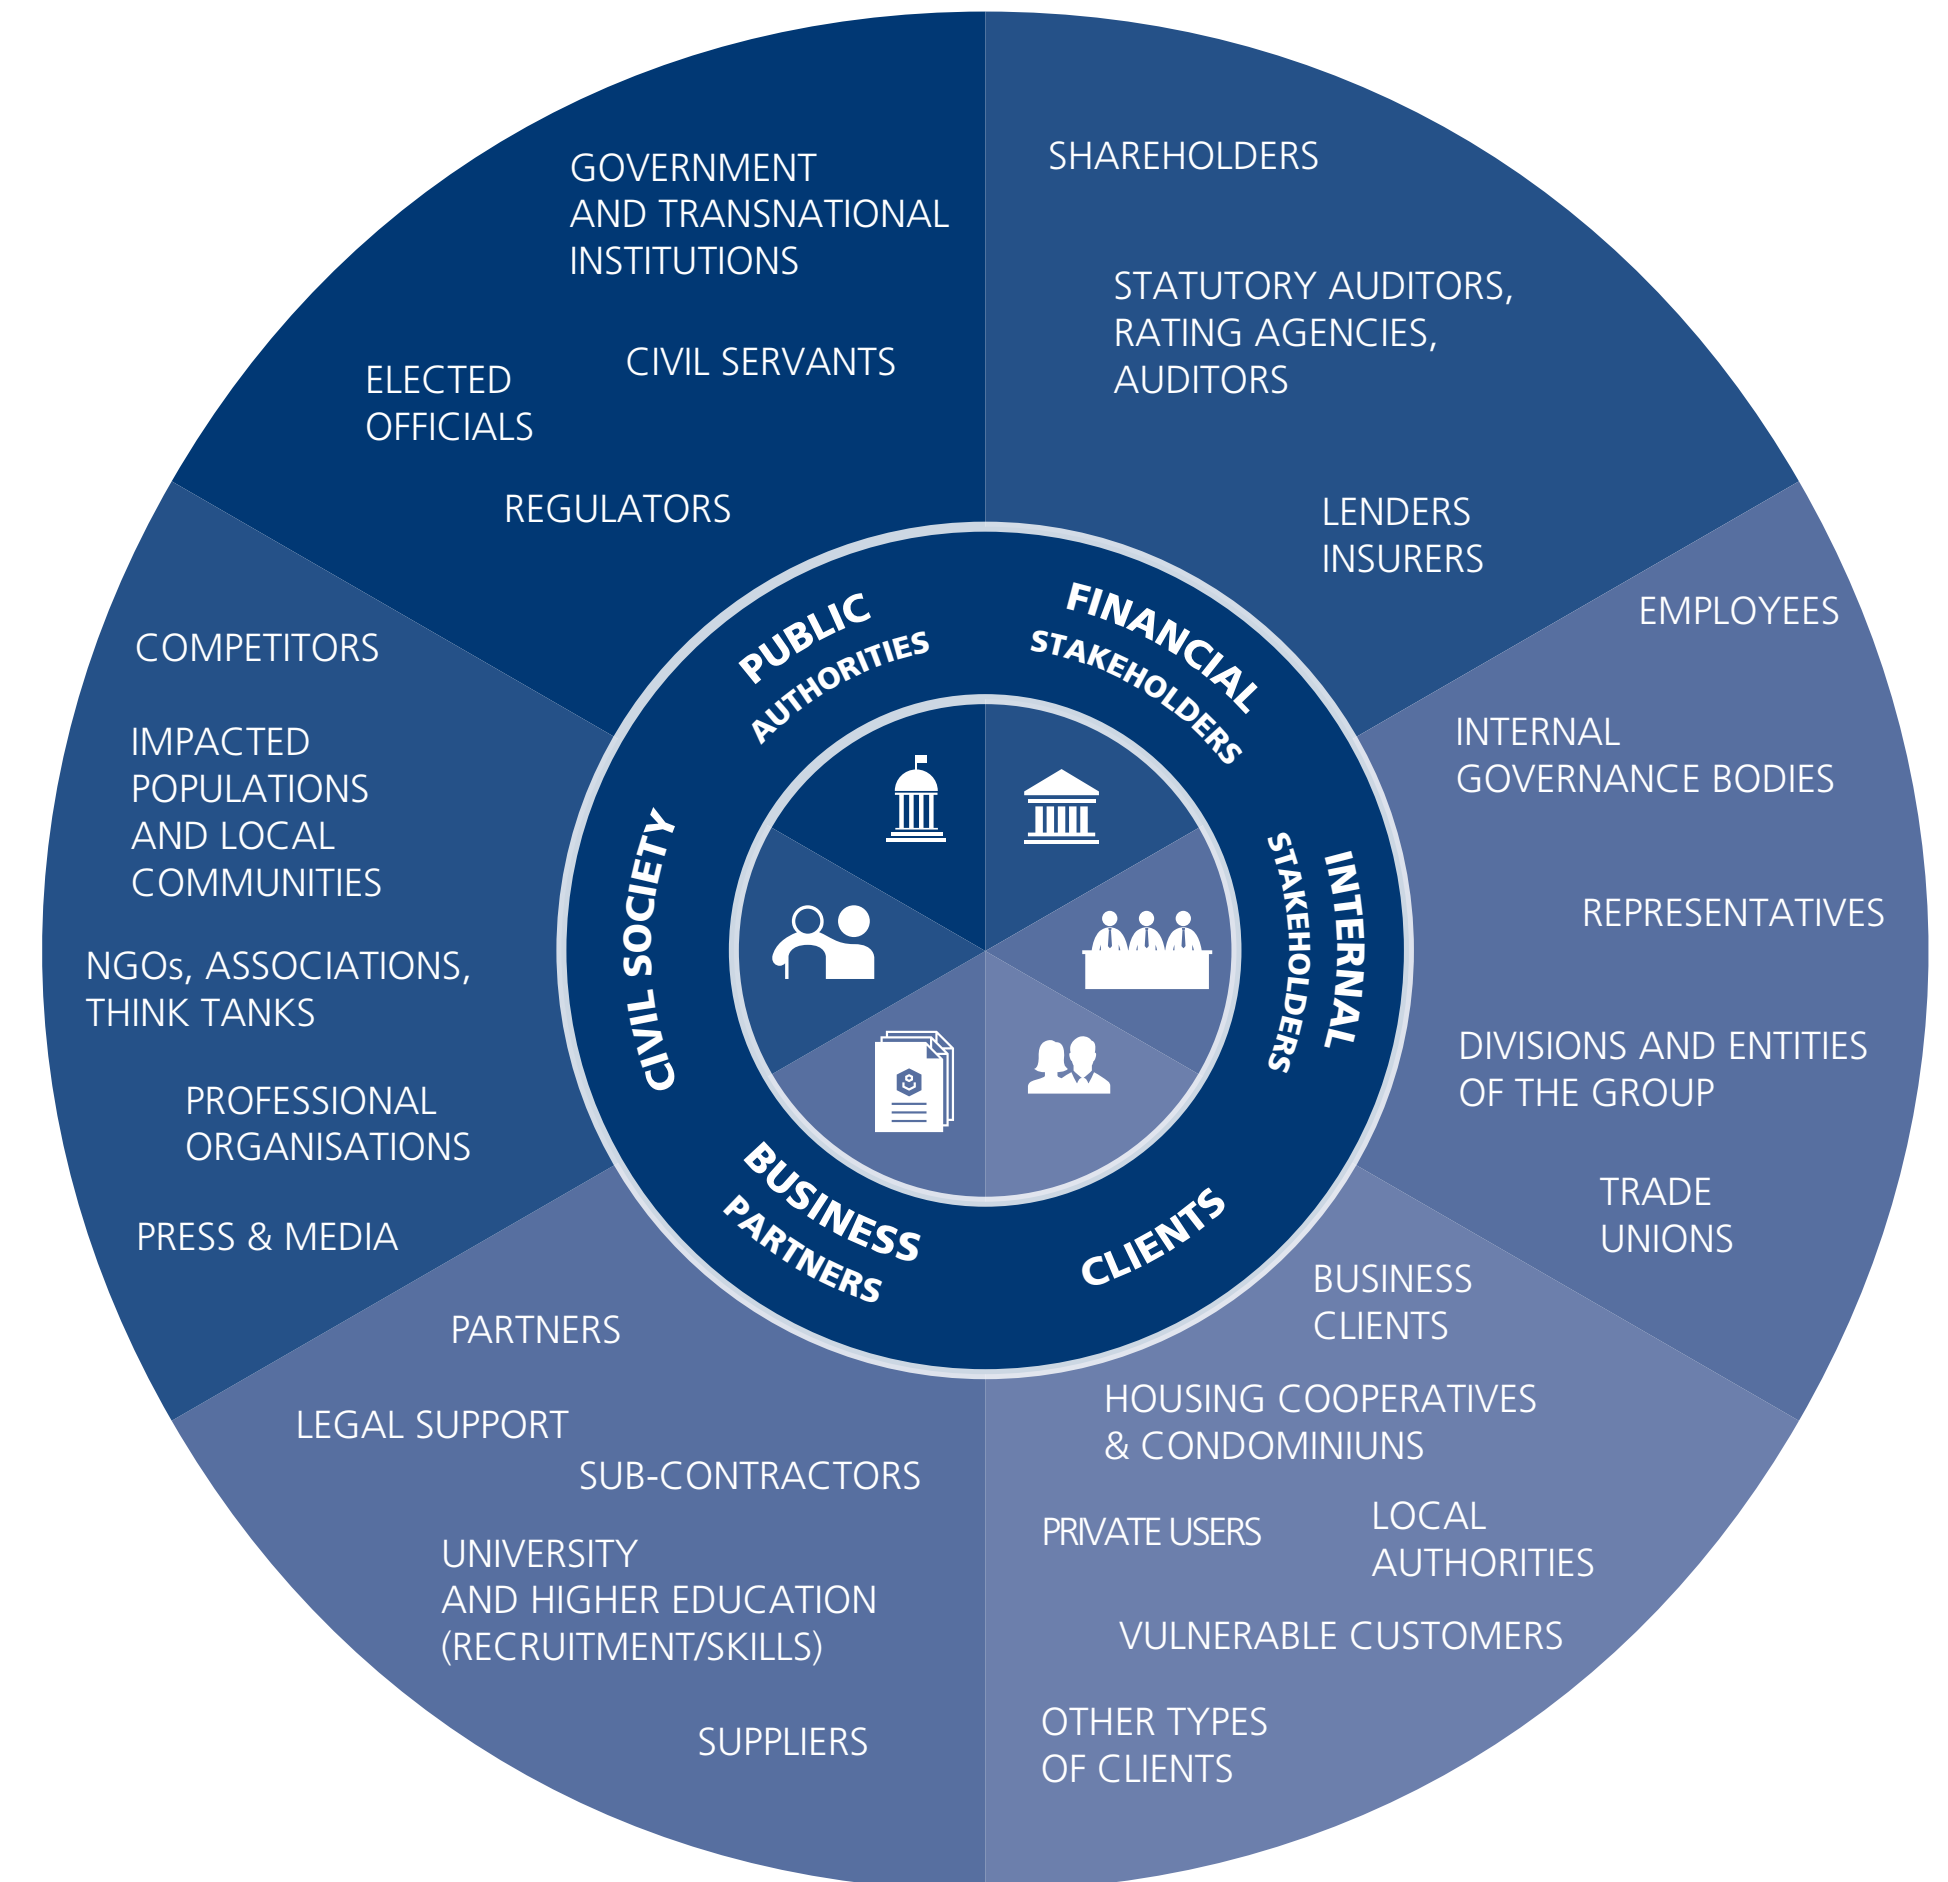 GOVERNMENT
AND TRANSNATIONAL
INSTITUTIONS
CIVIL SERVANTS
ELECTED
OFFICIALS
REGULATORS
SHAREHOLDERS
STATUTORY AUDITORS,
RATING AGENCIES,
AUDITORS
LENDERS
INSURERS
EMPLOYEES
INTERNAL
GOVERNANCE BODIES
REPRESENTATIVES
DIVISIONS AND ENTITIES
OF THE GROUP
TRADE
UNIONS
BUSINESS
CLIENTS
HOUSING COOPERATIVES
& CONDOMINIUNS
PRIVATE USERS
LOCAL
AUTHORITIES
VULNERABLE CUSTOMERS
OTHER TYPES
OF CLIENTS
PARTNERS
LEGAL SUPPORT
SUB-CONTRACTORS
UNIVERSITY
AND HIGHER EDUCATION
(RECRUITMENT/SKILLS)
SUPPLIERS
COMPETITORS
IMPACTED
POPULATIONS
AND LOCAL
COMMUNITIES
NGOs, ASSOCIATIONS,
THINK TANKS
PROFESSIONAL
ORGANISATIONS
PRESS & MEDIA
PUBLIC
AUTHORITIES
FINANCIAL
STAKEHOLDERS
INTERNAL
STAKEHOLDERS
CLIENTS
BUSINESS
PARTNERS
CIVIL SOCIETY